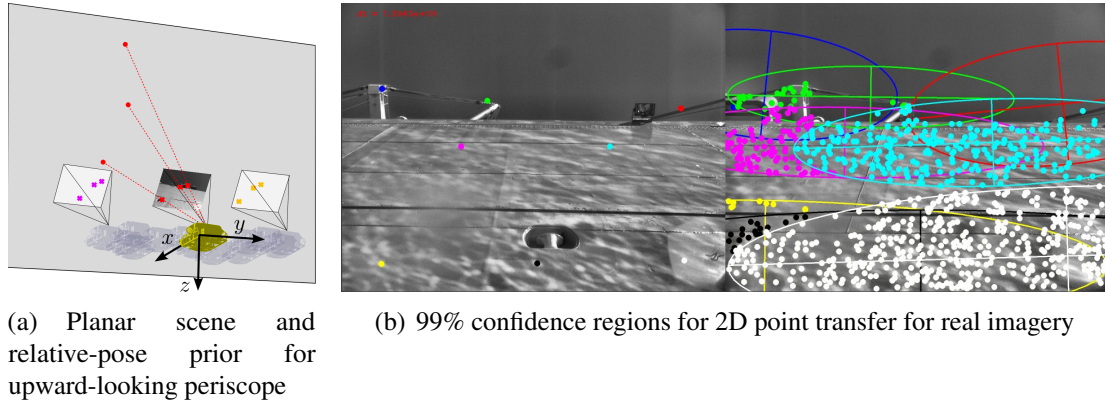 x
y
z
(a) Planar scene and
relative-pose prior for
upward-looking periscope
(b) 99% confidence regions for 2D point transfer for real imagery